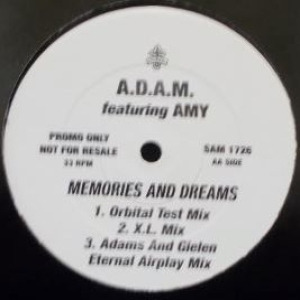 A.D.A.M.
featuring AMY
PROMO ONLY
NOT FOR RESALE
33 RPM
SAM 1726
AA SIDE
MEMORIES AND DREAMS
1. Orbital Test Mix
2. X.L. Mix
3. Adams And Gielen
Eternal Airplay Mix